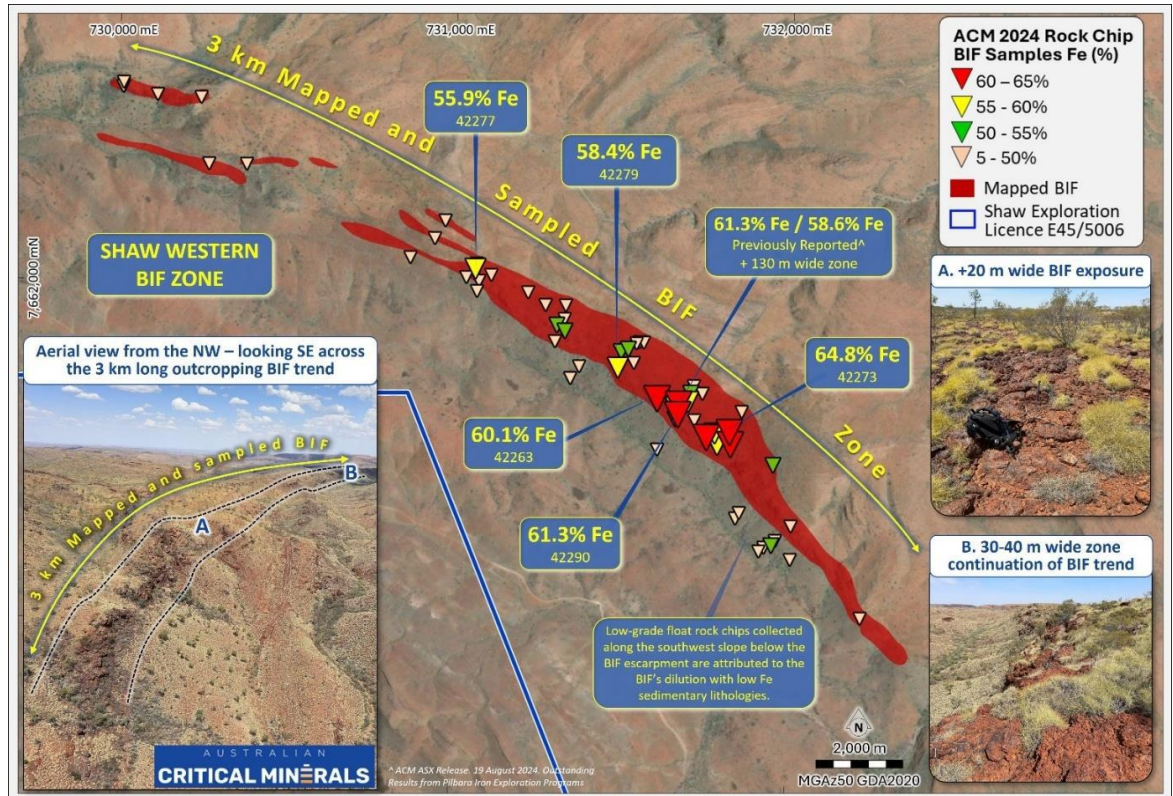 730,000 mE
731,000 mE
732,000 mE
7,662,000 mN
3 km Mapped and Sampled BIF Zone
55.9% Fe
42277
58.4% Fe
42279
61.3% Fe / 58.6% Fe
Previously Reported^
+ 130 m wide zone
64.8% Fe
42273
60.1% Fe
42263
61.3% Fe
42290
SHAW WESTERN
BIF ZONE
Low-grade float rock chips collected
along the southwest slope below the
BIF escarpment are attributed to the
BIF's dilution with low Fe
sedimentary lithologies.
ACM 2024 Rock Chip
BIF Samples Fe (%)
60 – 65%
55 – 60%
50 - 55%
5 - 50%
Mapped BIF
Shaw Exploration
Licence E45/5006
A. +20 m wide BIF exposure
B. 30-40 m wide zone
continuation of BIF trend
Aerial view from the NW – looking SE across
the 3 km long outcropping BIF trend
3 km Mapped and sampled BIF
A
B
AUSTRALIAN
CRITICAL MINERALS
^ ACM ASX Release. 19 August 2024. Outstanding
Results from Pilbara Iron Exploration Programs
N
2,000 m
MGAz50 GDA2020